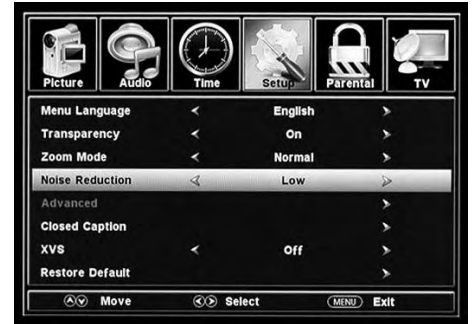 Picture Audio Time Setup Parental TV
Menu Language English
Transparency On
Zoom Mode Normal
Noise Reduction Low
Advanced
Closed Caption
XVS Off
Restore Default
Move Select MENU Exit